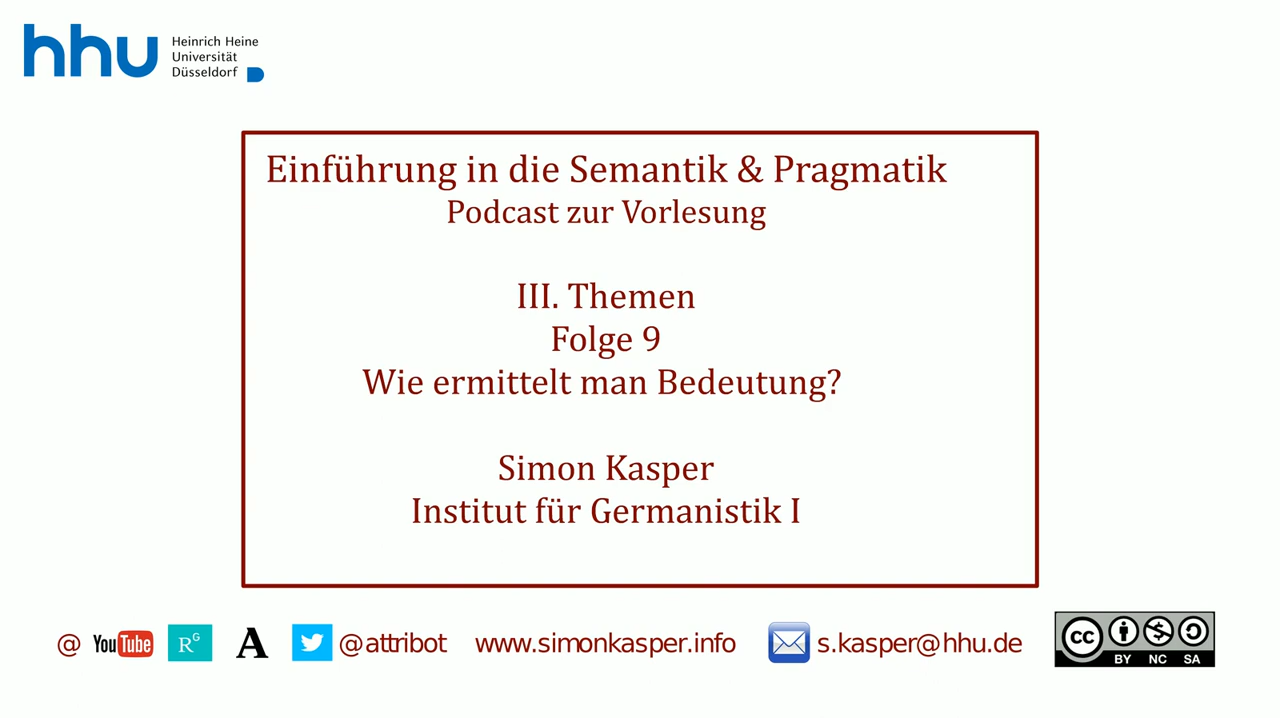 hhu Heinrich Heine
Universität
Düsseldorf
Einführung in die Semantik & Pragmatik
Podcast zur Vorlesung
III. Themen
Folge 9
Wie ermittelt man Bedeutung?
Simon Kasper
Institut für Germanistik I
@ YouTube RG A @attribot www.simonkasper.info s.kasper@hhu.de cc
BY NC SA